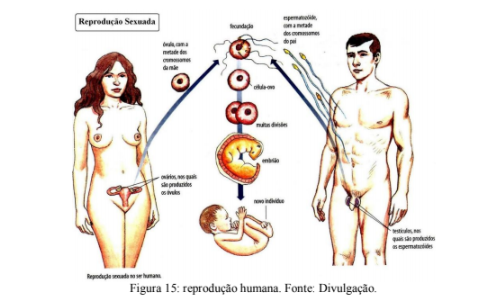 Reprodução Sexuada
óvulo, com a
metade dos
cromossomos
da mãe
fecundação
espermatozóide, com a metade
dos cromossomos do
pai
célula-ovo
muitas divisões
embrião
novo indivíduo
ovários, nos quais
são produzidos
os óvulos
testículos, nos
quais são produzidos
os espermatozóides
Reprodução sexuada no ser humano.
Figura 15: reprodução humana. Fonte: Divulgação.